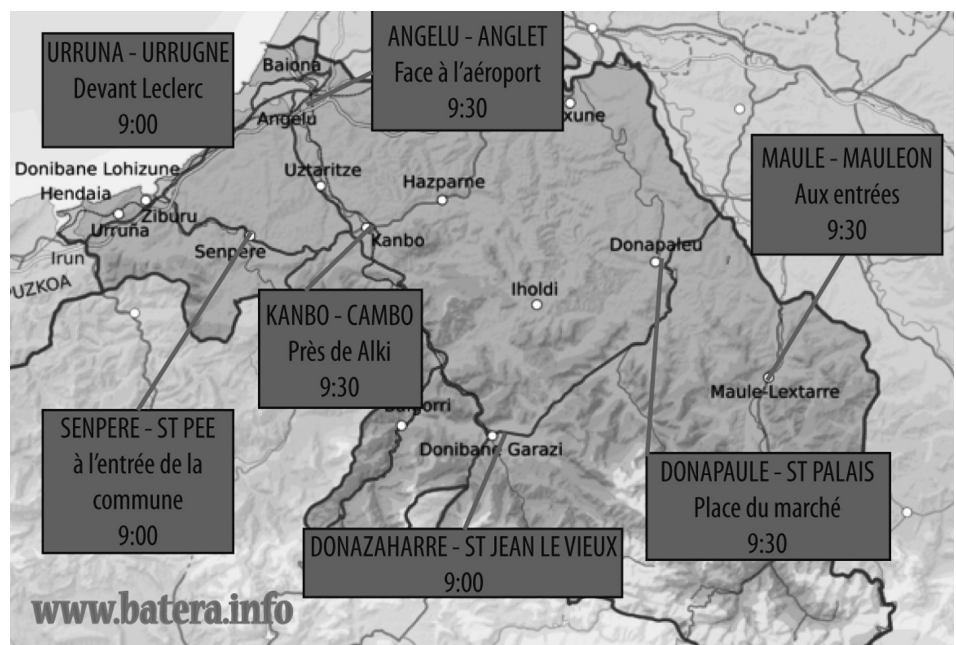 URRUNA - URRUGNE
Devant Leclerc
9:00
ANGELU - ANGLET
Face à l'aéroport
9:30
MAULE - MAULEON
Aux entrées
9:30
KANBO - CAMBO
Près de Alki
9:30
SENPERE - ST PEE
à l'entrée de la
commune
9:00
DONAPAULE - ST PALAIS
Place du marché
9:30
DONAZAHARRE - ST JEAN LE VIEUX
9:00
Baiona
Angelu
Donibane Lohizune
Hendaia
Ziburu
Urruña
Irun
Uztaritze
Hazparne
Senpere
Kanbo
Donapaleu
Iholdi
Maule-Lextarre
Donibane Garazi
www.batera.info